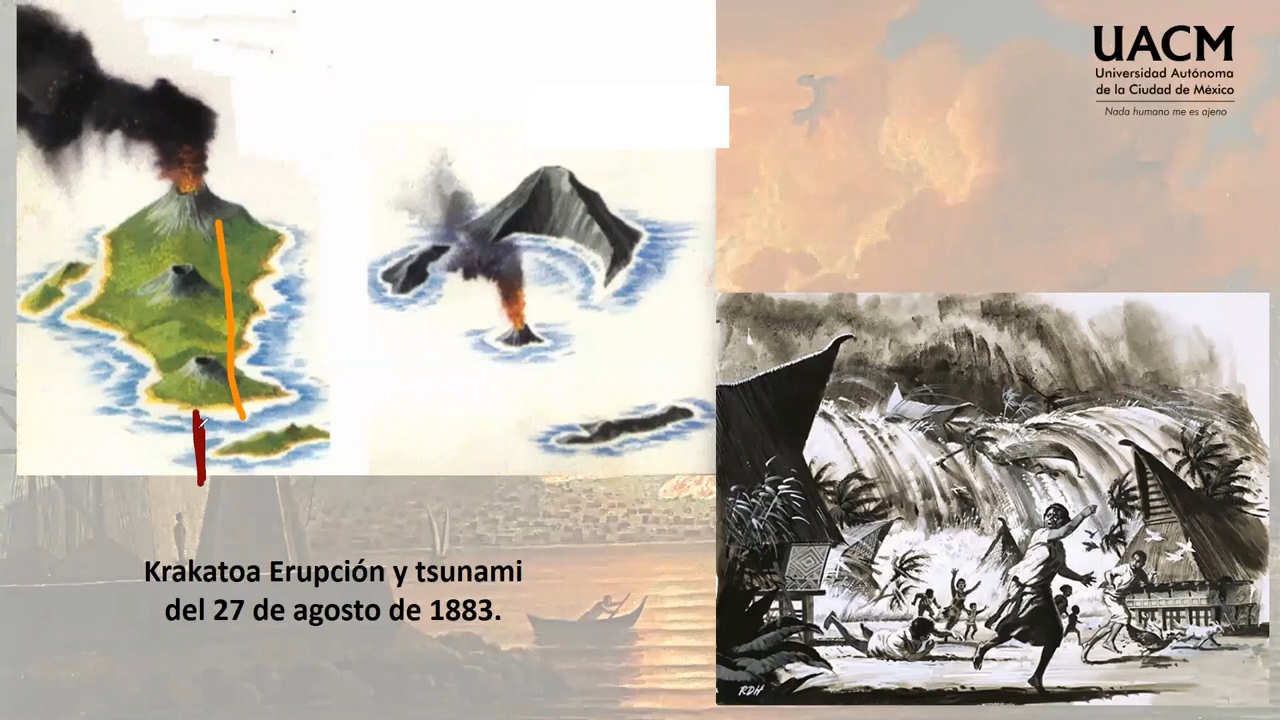 UACM
Universidad Autónoma
de la Ciudad de México
Nada humano me es ajeno
Krakatoa Erupción y tsunami
del 27 de agosto de 1883.
RDH